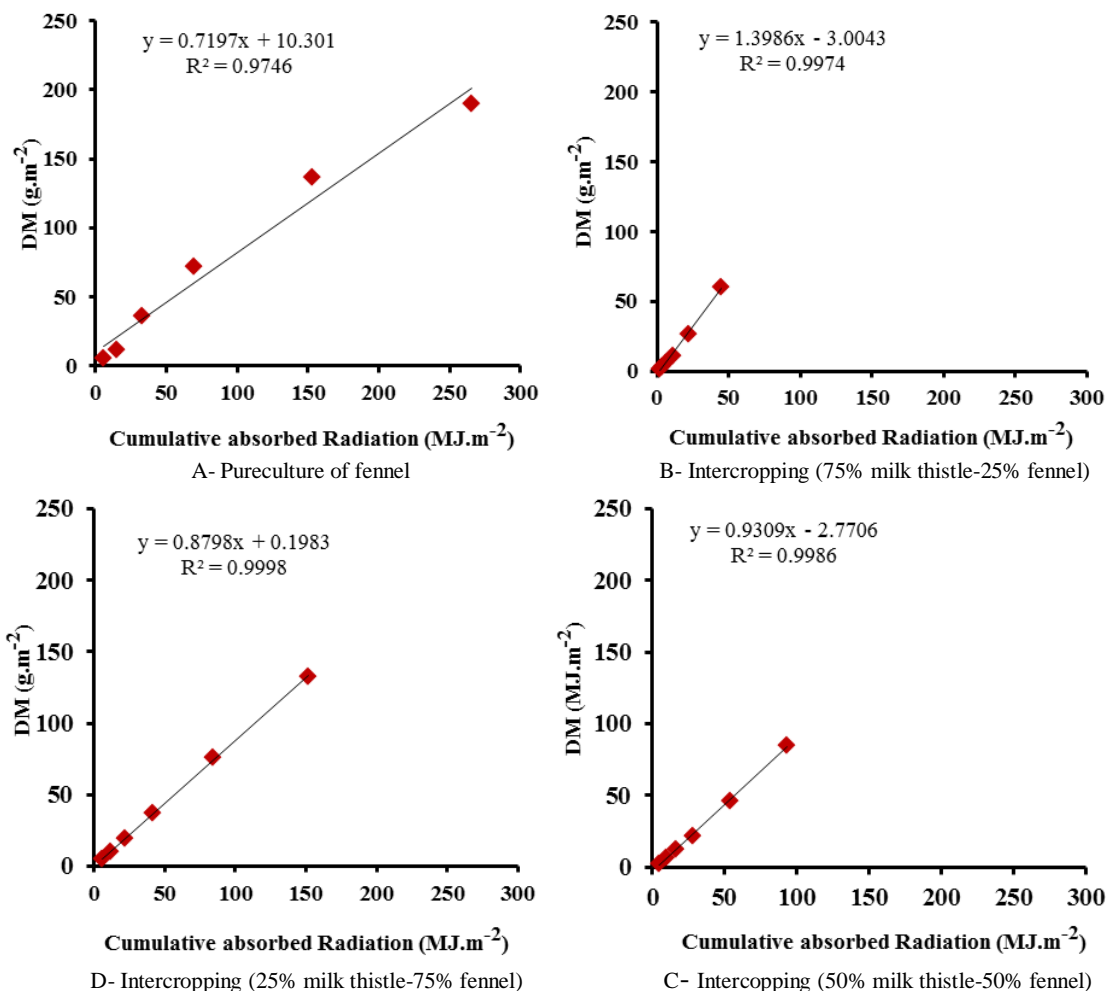 y = 0.7197x + 10.301
R² = 0.9746
DM (g.m⁻²)
250
200
150
100
50
0
0 50 100 150 200 250 300
Cumulative absorbed Radiation (MJ.m⁻²)
A- Pureculture of fennel
y = 1.3986x - 3.0043
R² = 0.9974
DM (g.m⁻²)
250
200
150
100
50
0
0 50 100 150 200 250 300
Cumulative absorbed Radiation (MJ.m⁻²)
B- Intercropping (75% milk thistle-25% fennel)
y = 0.8798x + 0.1983
R² = 0.9998
DM (g.m⁻²)
250
200
150
100
50
0
0 50 100 150 200 250 300
Cumulative absorbed Radiation (MJ.m⁻²)
D- Intercropping (25% milk thistle-75% fennel)
y = 0.9309x - 2.7706
R² = 0.9986
DM (MJ.m⁻²)
250
200
150
100
50
0
0 50 100 150 200 250 300
Cumulative absorbed Radiation (MJ.m⁻²)
C- Intercopping (50% milk thistle-50% fennel)